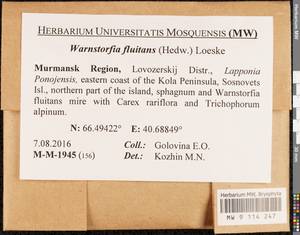 HERBARIUM UNIVERSITATIS MOSQUENSIS (MW)
Warnstorfia fluitans (Hedw.) Loeske
Murmansk Region, Lovozerskij Distr., Lapponia
Ponojensis, eastern coast of the Kola Peninsula, Sosnovets
Isl., northern part of the island, sphagnum and Warnstorfia
fluitans mire with Carex rariflora and Trichophorum
alpinum.
N: 66.49422° E: 40.68849°
7.08.2016 Coll.: Golovina E.O.
M-M-1945 (156) Det.: Kozhin M.N.
Herbarium MW, Bryophyta
MW 9 114 247